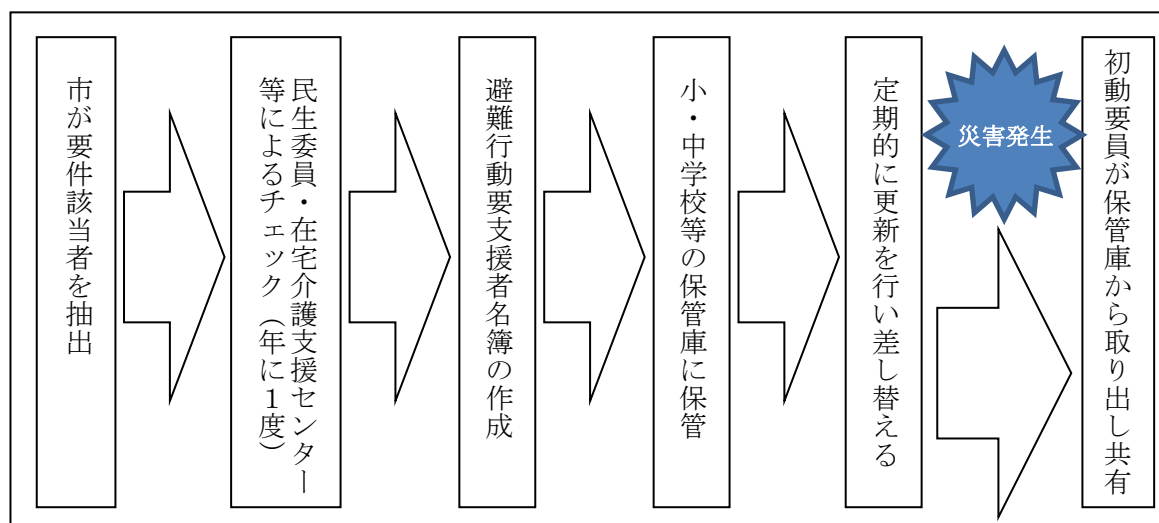 市が要件該当者を抽出
民生委員・在宅介護支援センター
等によるチェック（年に１度）
避難行動要支援者名簿の作成
小・中学校等の保管庫に保管
定期的に更新を行い差し替える
災害発生
初動要員が保管庫から取り出し共有